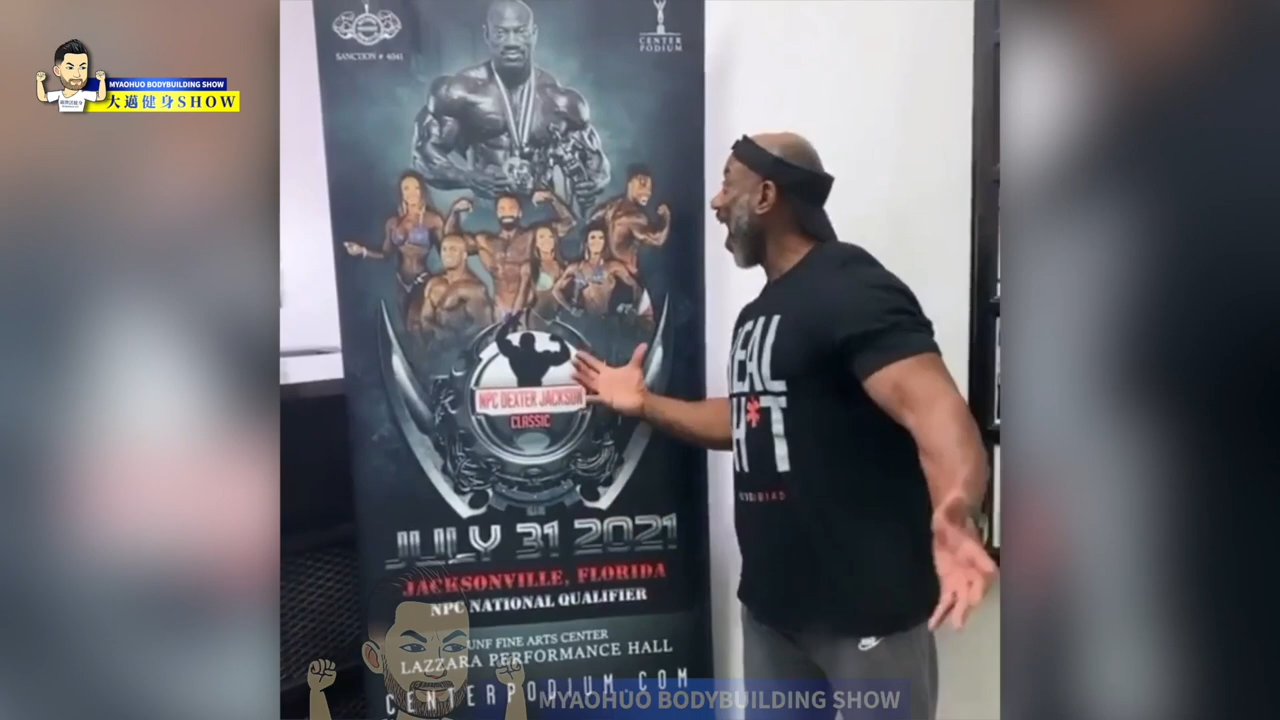 MYAOHUO BODYBUILDING SHOW
大邁健身SHOW
SANCTION # 4041
CENTER
PODIUM
NPC DEXTER JACKSON
CLASSIC
JULY 31 2021
JACKSONVILLE, FLORIDA
NPC NATIONAL QUALIFIER
UNF FINE ARTS CENTER
LAZZARA PERFORMANCE HALL
CENTERPODIUM.COM
REAL
SH*T
MYAOHUO BODYBUILDING SHOW